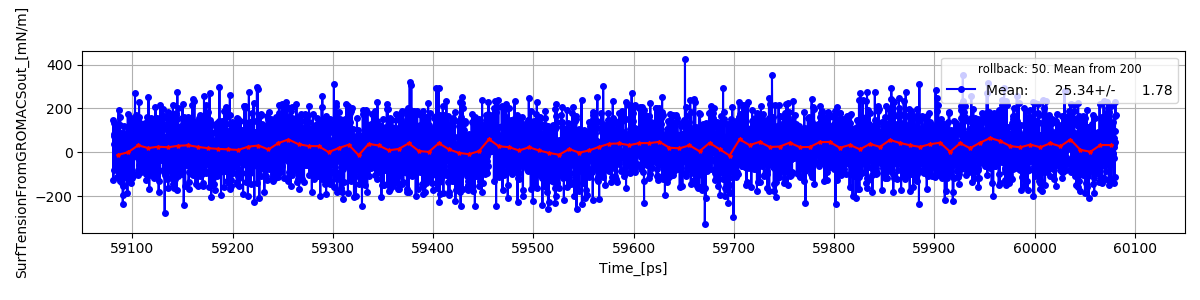 SurfTensionFromGROMACSout_[mN/m]
400
200
0
−200
rollback: 50. Mean from 200
Mean: 25.34+/- 1.78
59100 59200 59300 59400 59500 59600 59700 59800 59900 60000 60100
Time_[ps]